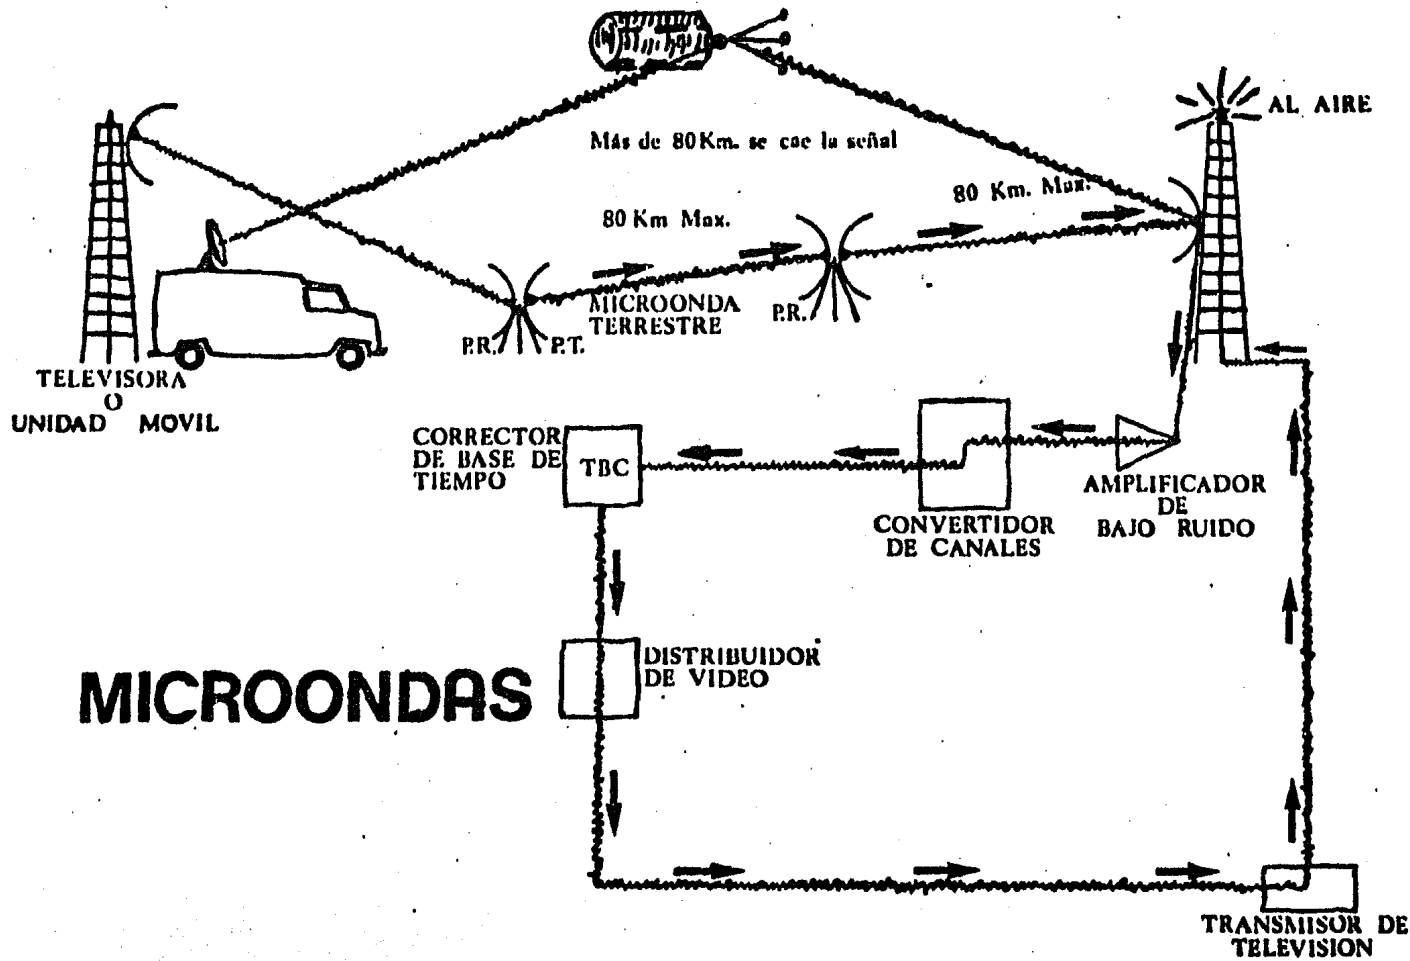 AL AIRE
Más de 80 Km. se cae la señal
80 Km. Max.
80 Km Max.
MICROONDA
TERRESTRE
P.R.
P.R.
P.T.
TELEVISORA
O
UNIDAD MOVIL
CORRECTOR
DE BASE DE
TIEMPO
TBC
AMPLIFICADOR
DE
BAJO RUIDO
CONVERTIDOR
DE CANALES
DISTRIBUIDOR
DE VIDEO
MICROONDAS
TRANSMISOR DE
TELEVISION